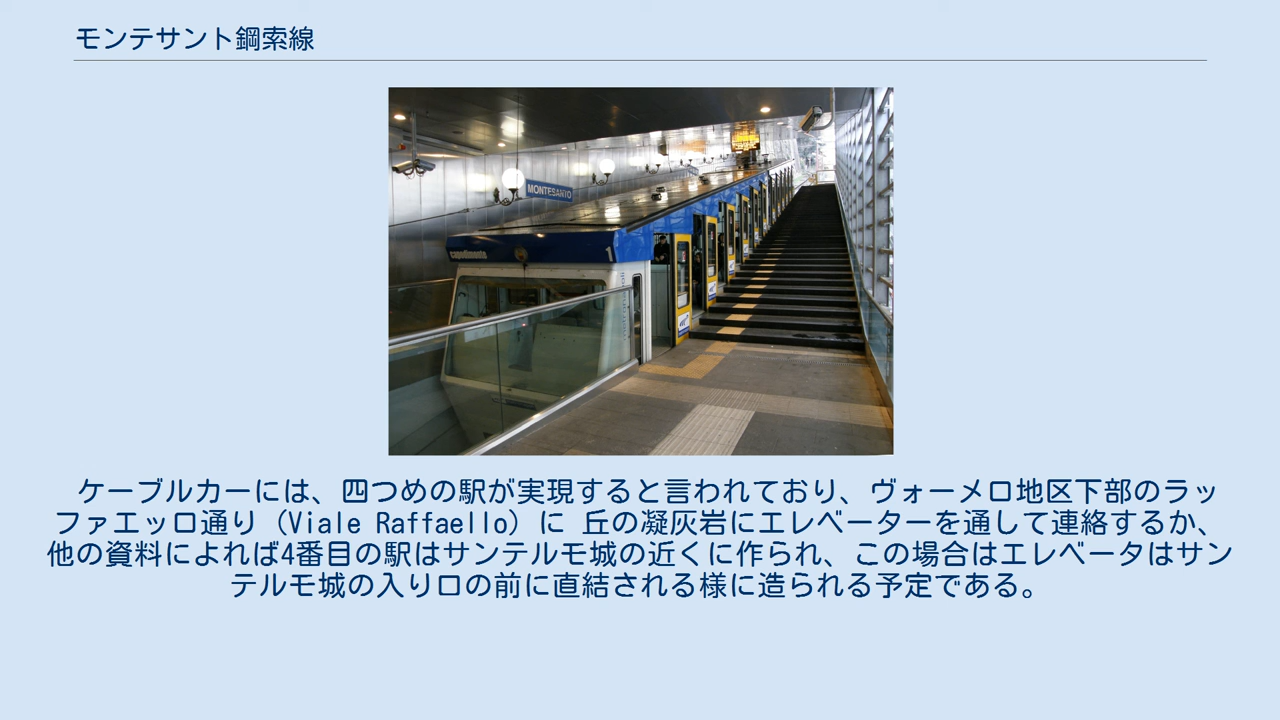 モンテサント鋼索線
MONTESANTO
capodimonte
1
ケーブルカーには、四つめの駅が実現すると言われており、ヴォーメロ地区下部のラッ
ファエッロ通り (Viale Raffaello) に 丘の凝灰岩にエレベーターを通して連絡するか、
他の資料によれば4番目の駅はサンテルモ城の近くに作られ、この場合はエレベータはサン
テルモ城の入り口の前に直結される様に造られる予定である。